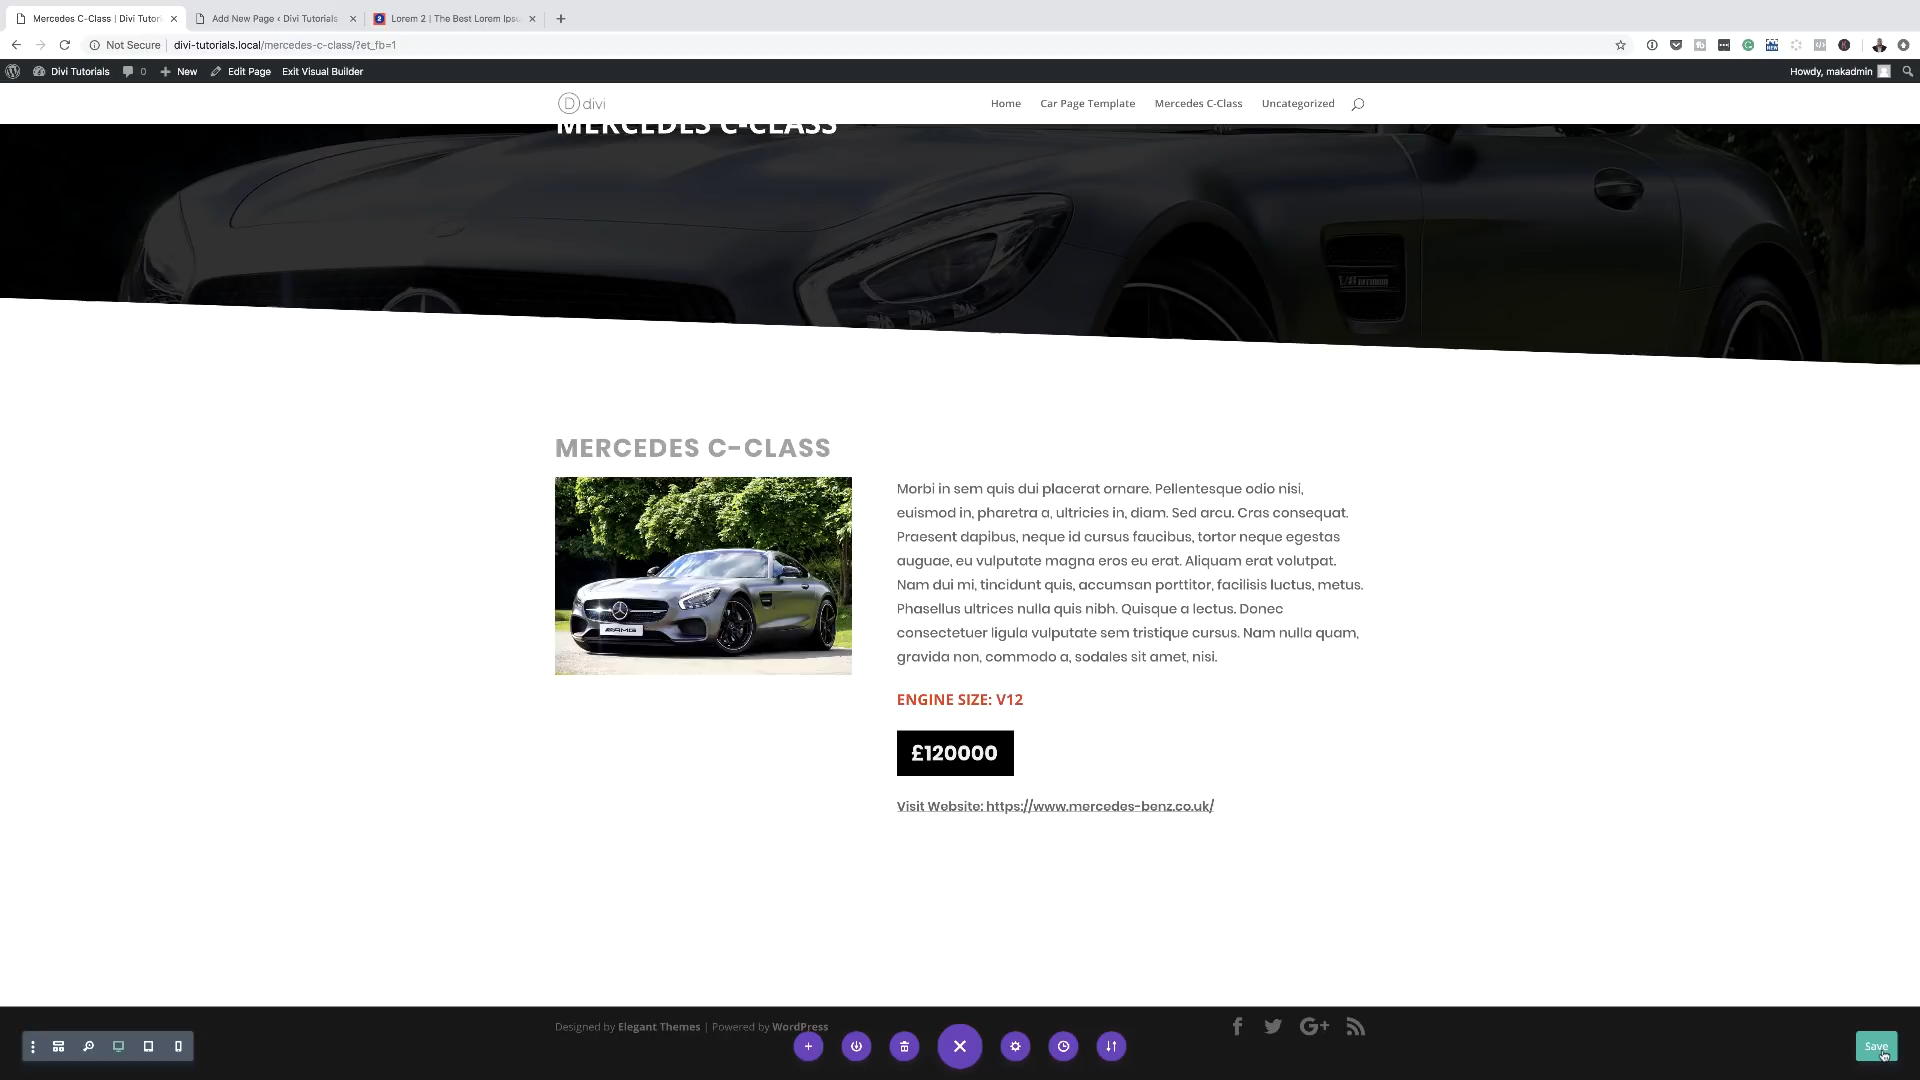 Mercedes C-Class | Divi Tutori
Add New Page ‹ Divi Tutorials
Lorem 2 | The Best Lorem Ipsu
Not Secure
divi-tutorials.local/mercedes-c-class/?et_fb=1
Divi Tutorials
0
New
Edit Page
Exit Visual Builder
Howdy, makadmin
D divi
Home
Car Page Template
Mercedes C-Class
Uncategorized
MERCEDES C-CLASS
MERCEDES C-CLASS
AMG
Morbi in sem quis dui placerat ornare. Pellentesque odio nisi,
euismod in, pharetra a, ultricies in, diam. Sed arcu. Cras consequat.
Praesent dapibus, neque id cursus faucibus, tortor neque egestas
auguae, eu vulputate magna eros eu erat. Aliquam erat volutpat.
Nam dui mi, tincidunt quis, accumsan porttitor, facilisis luctus, metus.
Phasellus ultrices nulla quis nibh. Quisque a lectus. Donec
consectetuer ligula vulputate sem tristique cursus. Nam nulla quam,
gravida non, commodo a, sodales sit amet, nisi.
ENGINE SIZE: V12
£120000
Visit Website: https://www.mercedes-benz.co.uk/
Designed by Elegant Themes | Powered by WordPress
Save